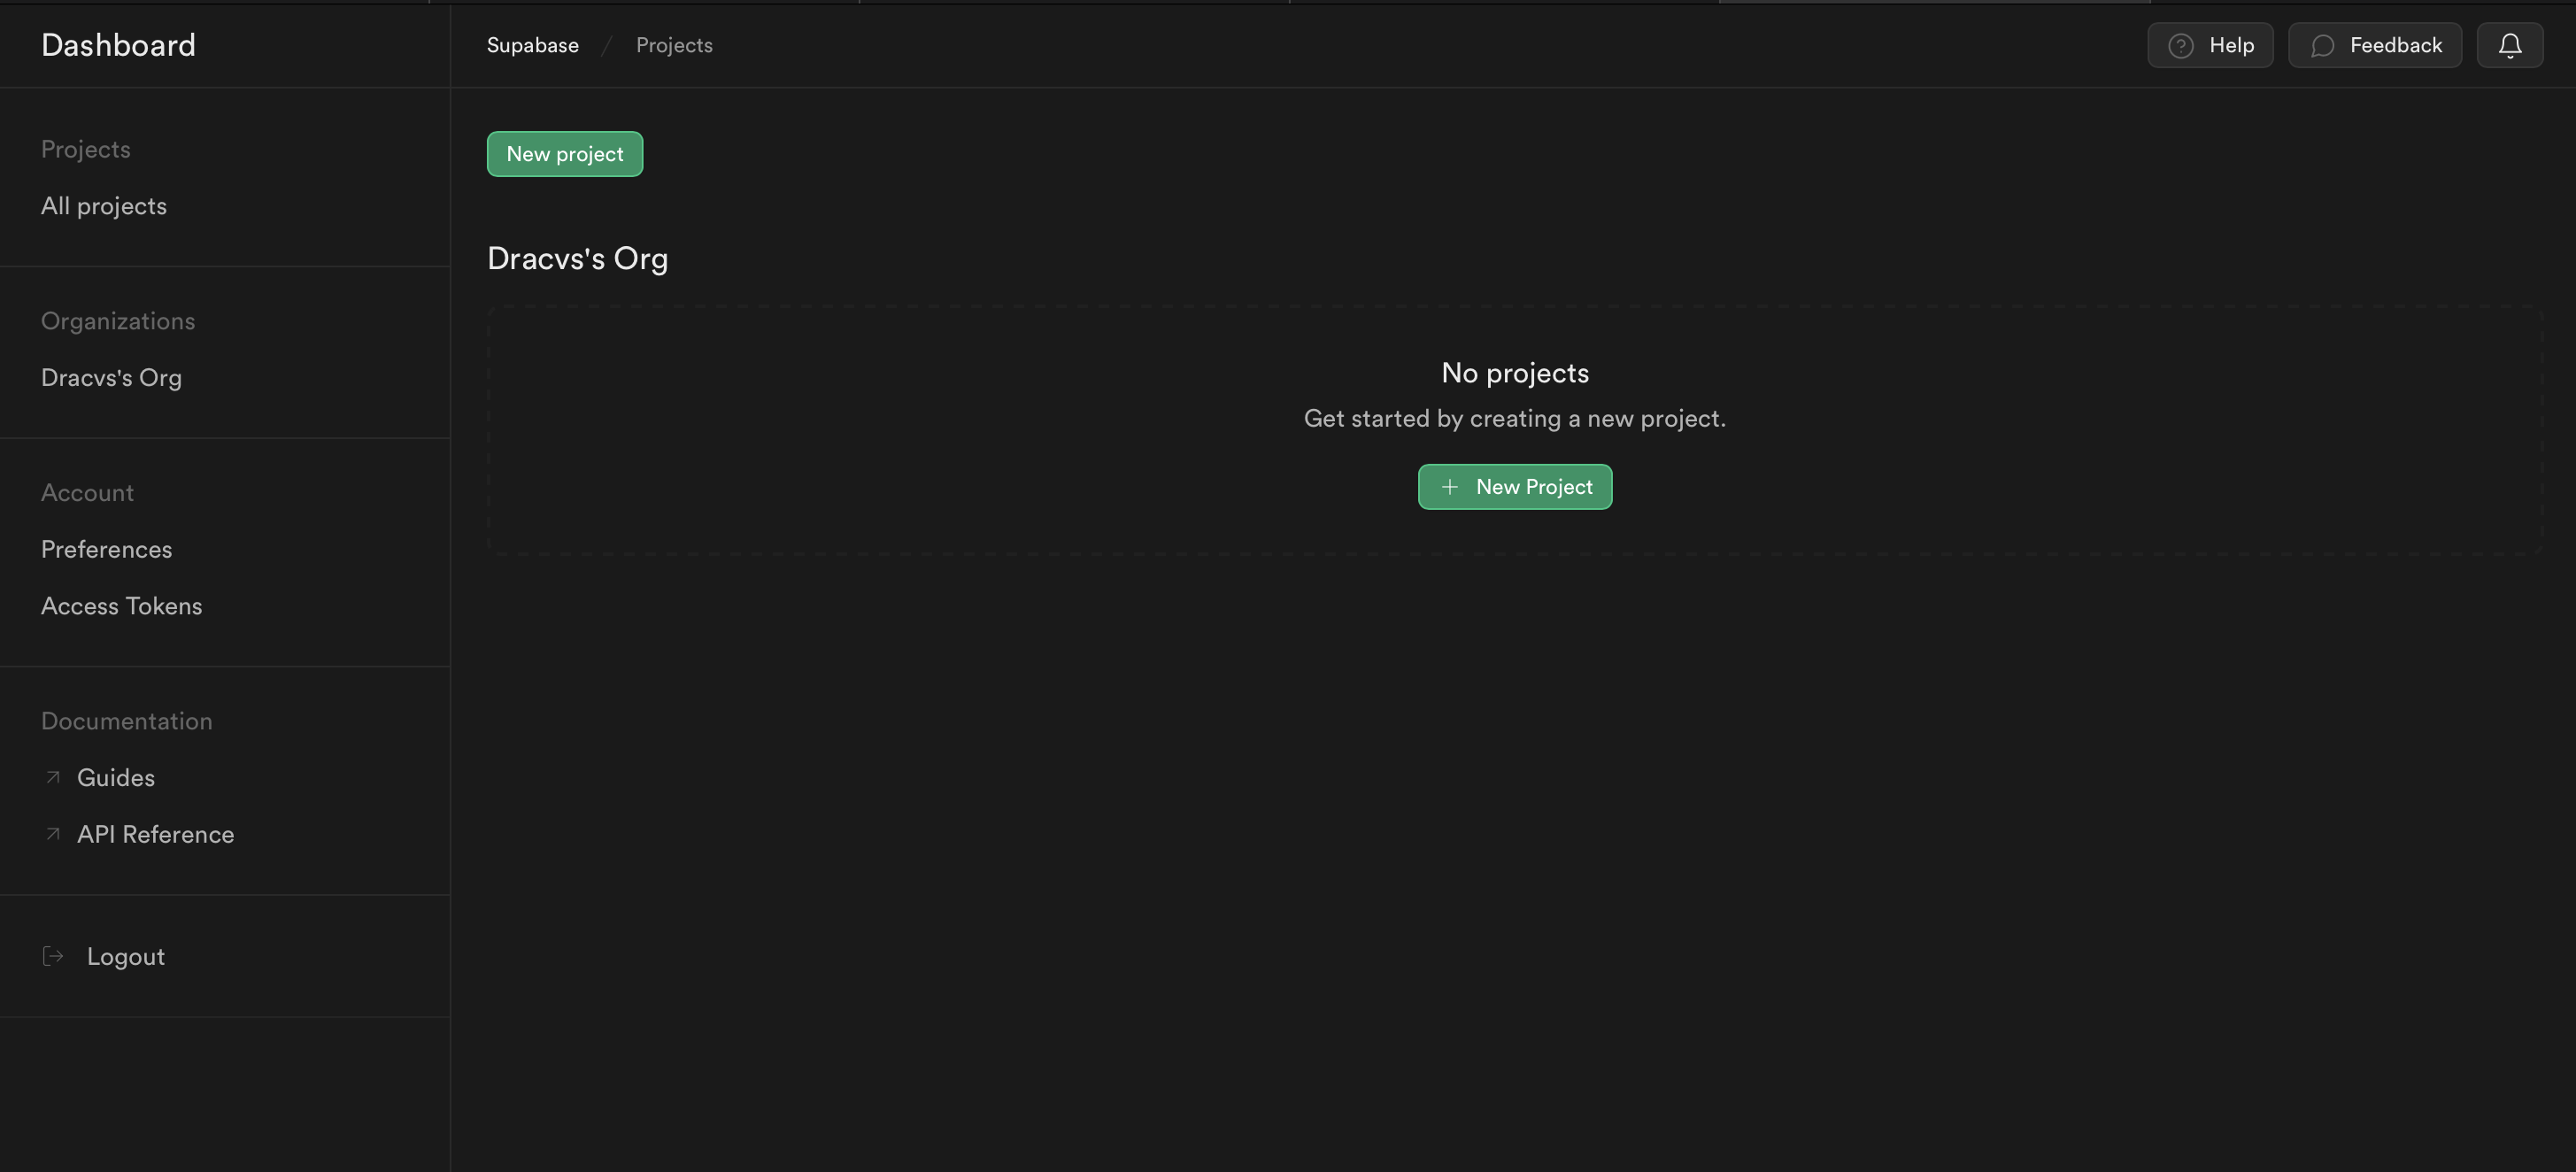 Dashboard
Supabase / Projects
Help
Feedback
Projects
All projects
Organizations
Dracvs's Org
Account
Preferences
Access Tokens
Documentation
Guides
API Reference
Logout
New project
Dracvs's Org
No projects
Get started by creating a new project.
New Project